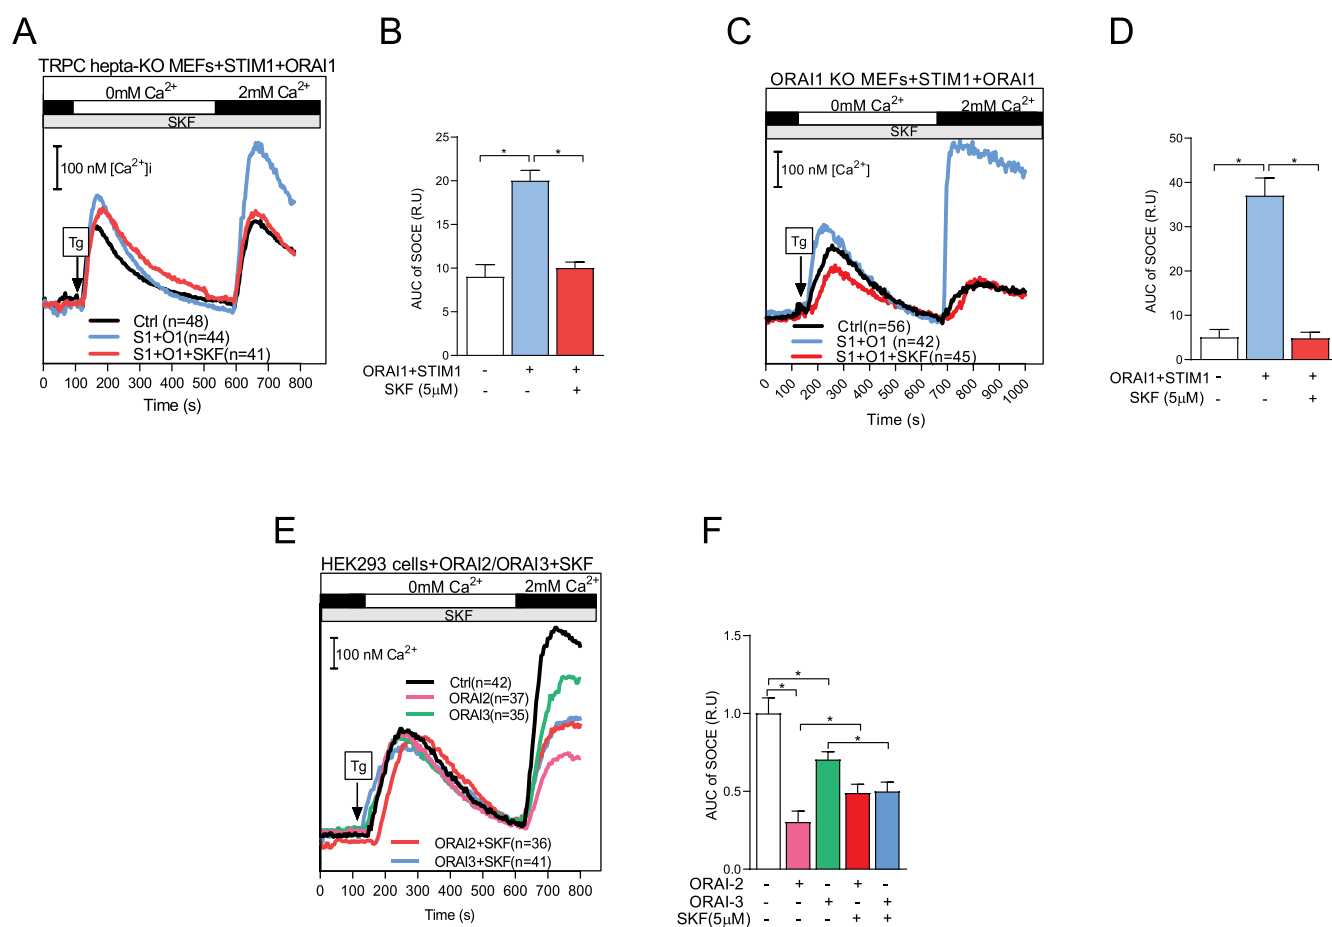 A
TRPC hepta-KO MEFs+STIM1+ORAI1
0mM Ca²⁺ 2mM Ca²⁺
SKF
100 nM [Ca²⁺]i
Tg
Ctrl (n=48)
S1+O1(n=44)
S1+O1+SKF(n=41)
0 100 200 300 400 500 600 700 800
Time (s)
B
AUC of SOCE (R.U)
25
20
15
10
5
0
* *
ORAI1+STIM1 - + +
SKF (5µM) - - +
C
ORAI1 KO MEFs+STIM1+ORAI1
0mM Ca²⁺ 2mM Ca²⁺
SKF
100 nM [Ca²⁺]
Tg
Ctrl(n=56)
S1+O1 (n=42)
S1+O1+SKF(n=45)
0 100 200 300 400 500 600 700 800 900 1000
Time (s)
D
AUC of SOCE (R.U)
50
40
30
20
10
0
* *
ORAI1+STIM1 - + +
SKF (5µM) - - +
E
HEK293 cells+ORAI2/ORAI3+SKF
0mM Ca²⁺ 2mM Ca²⁺
SKF
100 nM Ca²⁺
Ctrl(n=42)
ORAI2(n=37)
ORAI3(n=35)
Tg
ORAI2+SKF(n=36)
ORAI3+SKF(n=41)
0 100 200 300 400 500 600 700 800
Time (s)
F
AUC of SOCE (R.U)
1.5
1.0
0.5
0.0
*
*
*
*
ORAI-2 - + - + -
ORAI-3 - - + - +
SKF(5µM) - - - + +